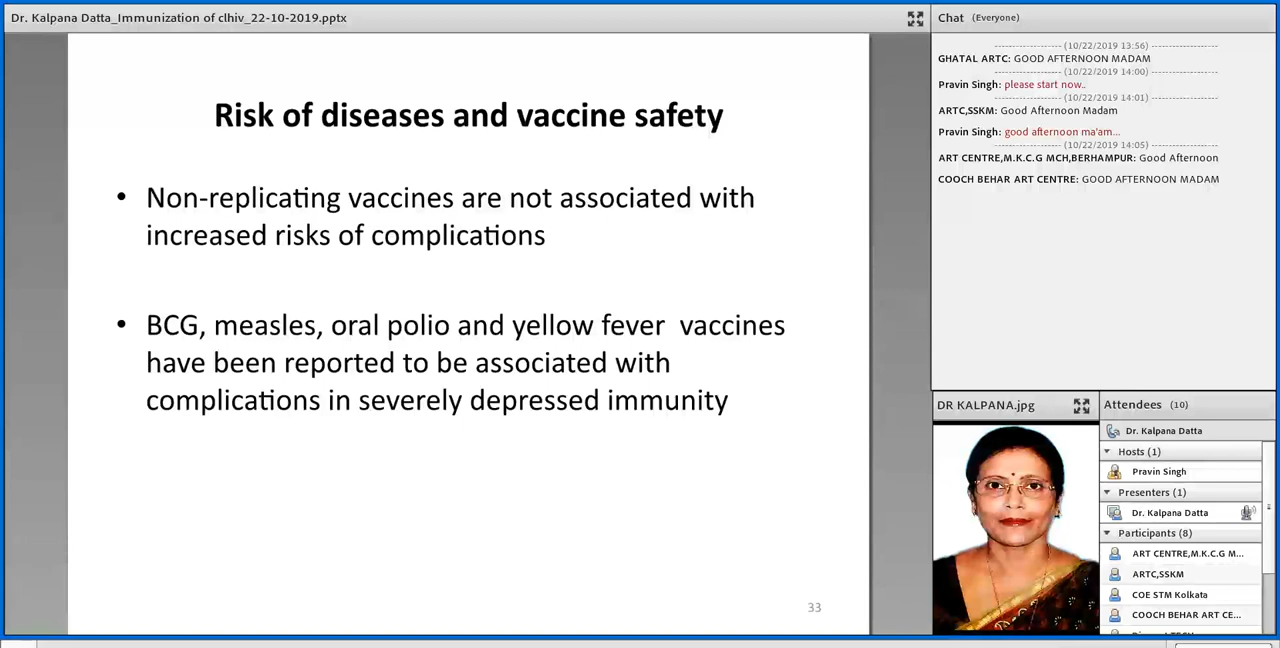 Dr. Kalpana Datta_Immunization of clhiv_22-10-2019.pptx
Risk of diseases and vaccine safety
• Non-replicating vaccines are not associated with
increased risks of complications
• BCG, measles, oral polio and yellow fever vaccines
have been reported to be associated with
complications in severely depressed immunity
33
Chat (Everyone)
------------------- (10/22/2019 13:56) -------------------
GHATAL ARTC: GOOD AFTERNOON MADAM
------------------- (10/22/2019 14:00) -------------------
Pravin Singh: please start now..
------------------- (10/22/2019 14:01) -------------------
ARTC,SSKM: Good Afternoon Madam
Pravin Singh: good afternoon ma'am...
------------------- (10/22/2019 14:05) -------------------
ART CENTRE,M.K.C.G MCH,BERHAMPUR: Good Afternoon
COOCH BEHAR ART CENTRE: GOOD AFTERNOON MADAM
DR KALPANA.jpg
Attendees (10)
Dr. Kalpana Datta
Hosts (1)
Pravin Singh
Presenters (1)
Dr. Kalpana Datta
Participants (8)
ART CENTRE,M.K.C.G M...
ARTC,SSKM
COE STM Kolkata
COOCH BEHAR ART CE...